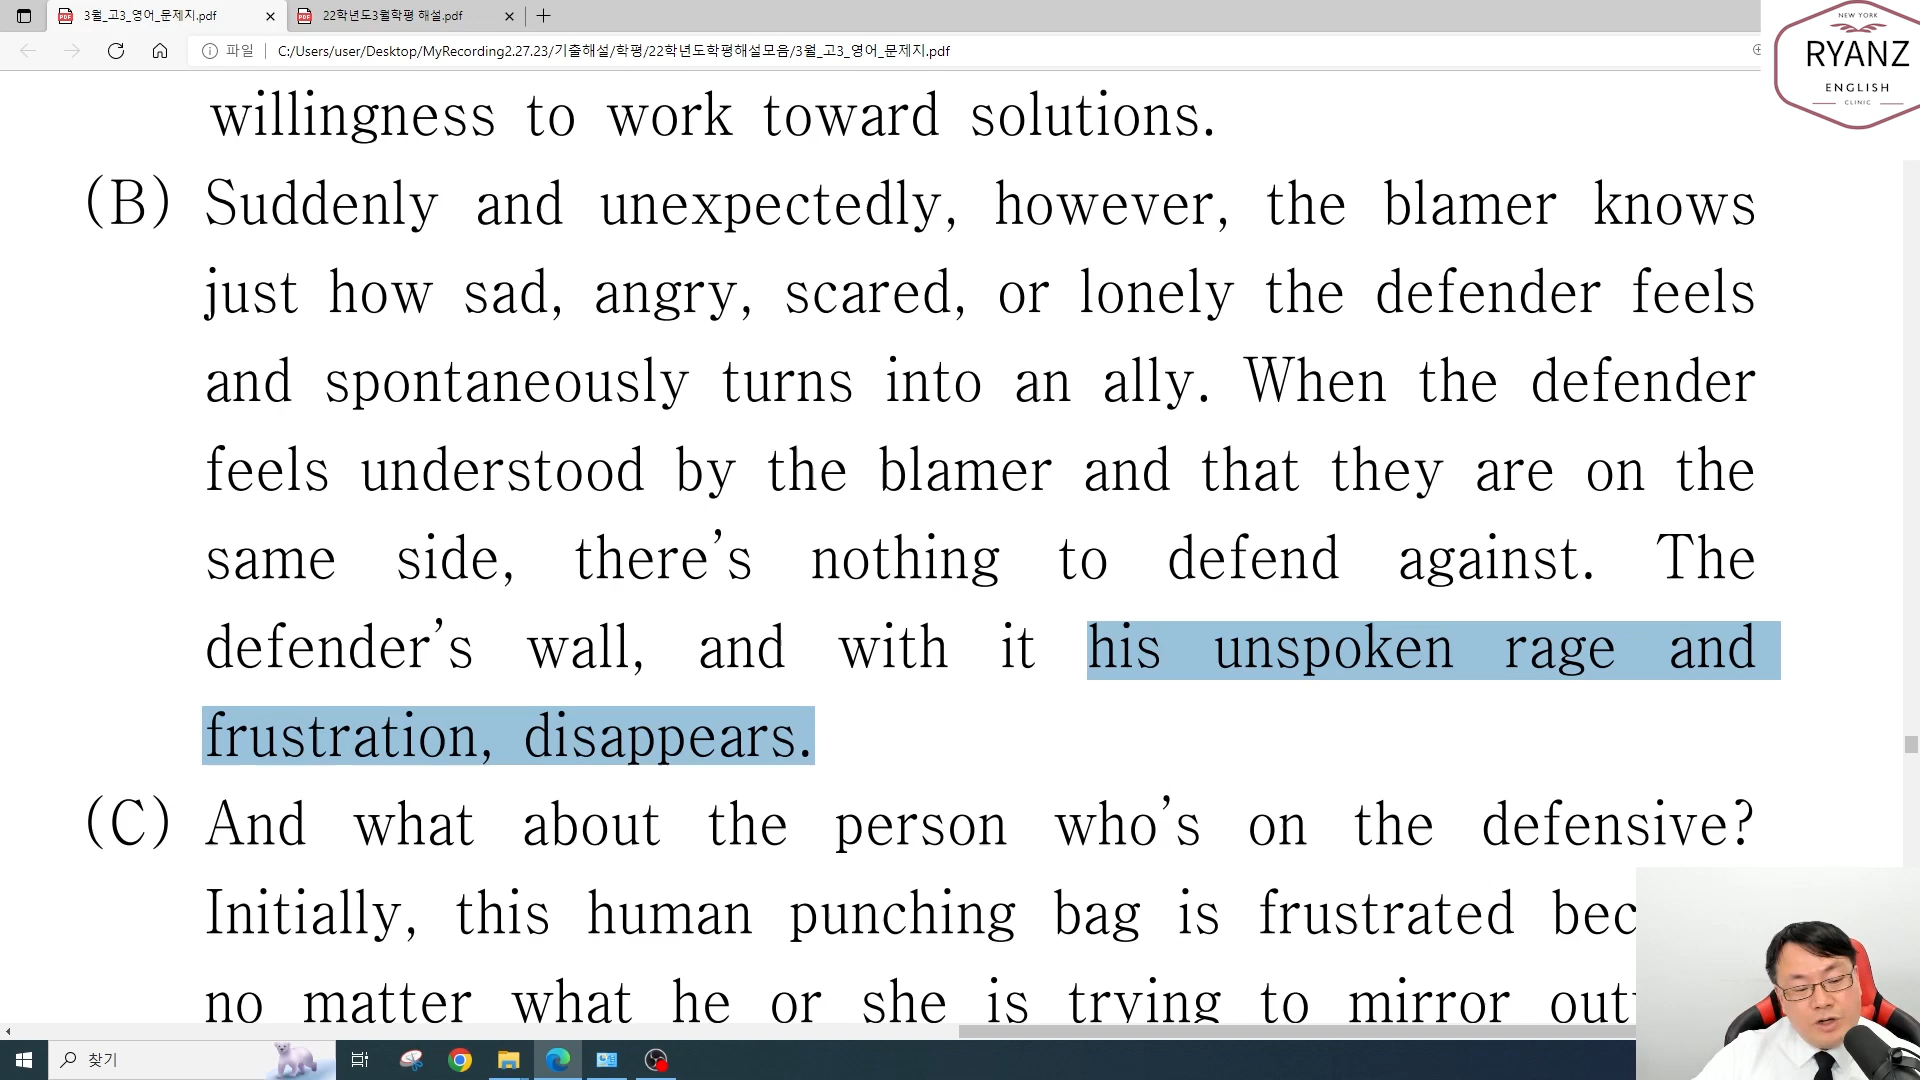 3월_고3_영어_문제지.pdf
22학년도3월학평 해설.pdf
파일
C:/Users/user/Desktop/MyRecording2.27.23/기출해설/학평/22학년도학평해설모음/3월_고3_영어_문제지.pdf
NEW YORK
RYANZ
ENGLISH
CLINIC
willingness to work toward solutions.
(B) Suddenly and unexpectedly, however, the blamer knows
just how sad, angry, scared, or lonely the defender feels
and spontaneously turns into an ally. When the defender
feels understood by the blamer and that they are on the
same side, there's nothing to defend against. The
defender's wall, and with it his unspoken rage and
frustration, disappears.
(C) And what about the person who's on the defensive?
Initially, this human punching bag is frustrated bec
no matter what he or she is trying to mirror out
찾기